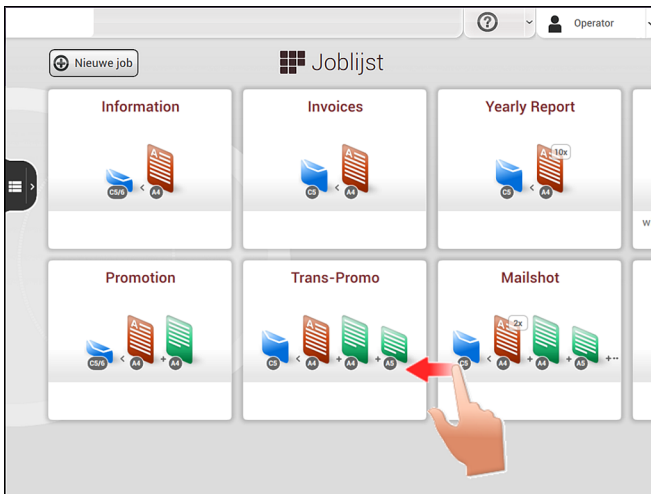 ? Operator
Nieuwe job Joblijst
Information Invoices Yearly Report
A A A 10x
C5/6 < A4 C5 < A4 C5 < A4
W
Promotion Trans-Promo Mailshot
A A A 2x
C5/6 < A4 + A4 C5 < A4 + A4 + A5 C5 < A4 + A4 + A5 +··